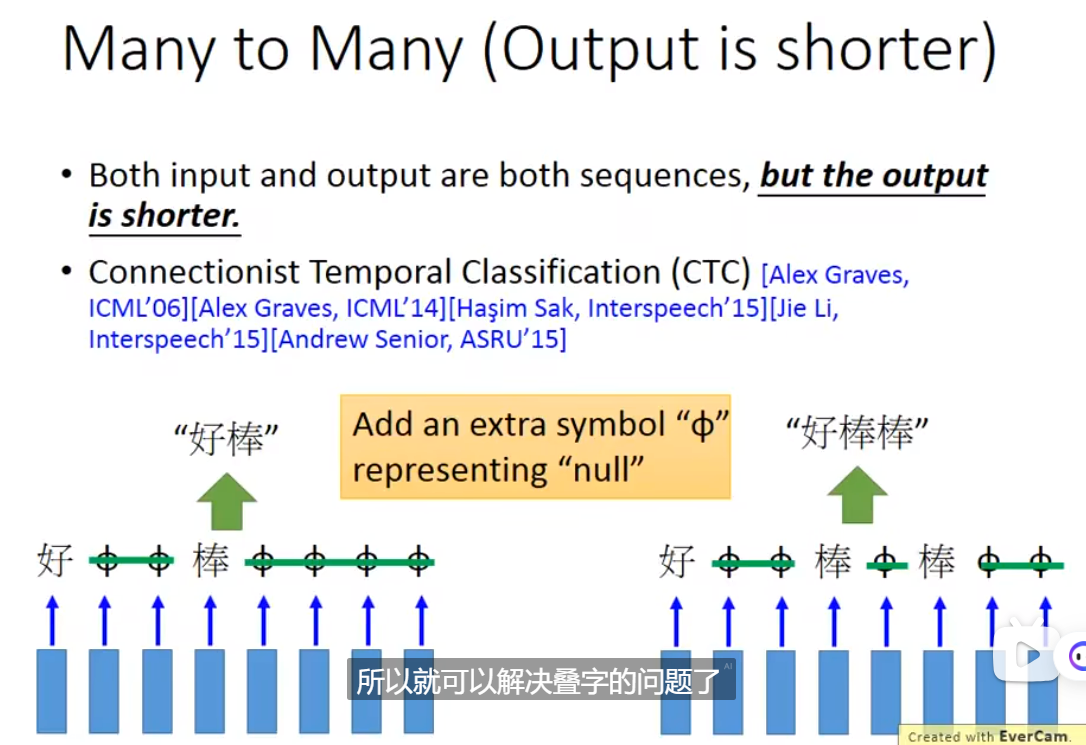 Many to Many (Output is shorter)
• Both input and output are both sequences, but the output
is shorter.
• Connectionist Temporal Classification (CTC) [Alex Graves,
ICML’06][Alex Graves, ICML’14][Haşim Sak, Interspeech’15][Jie Li,
Interspeech’15][Andrew Senior, ASRU’15]
“好棒”
Add an extra symbol “ϕ”
representing “null”
“好棒棒”
好 ϕ ϕ 棒 ϕ ϕ ϕ ϕ
好 ϕ ϕ 棒 ϕ 棒 ϕ ϕ
所以就可以解决叠字的问题了
AI
Created with EverCam.